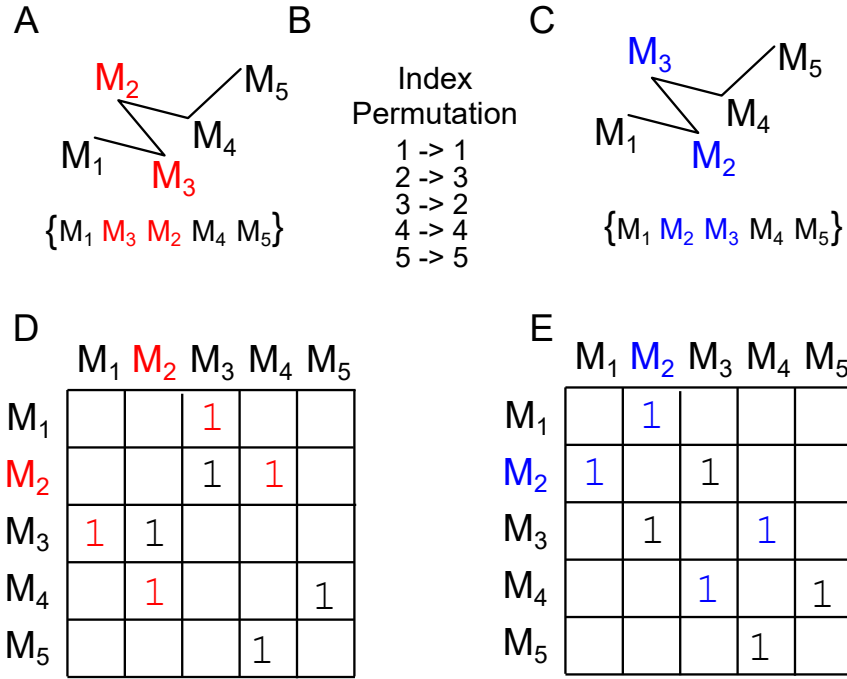 A
B
C
M₂
M₅
M₁
M₄
M₃
{M₁ M₃ M₂ M₄ M₅}
Index
Permutation
1 -> 1
2 -> 3
3 -> 2
4 -> 4
5 -> 5
M₃
M₅
M₁
M₄
M₂
{M₁ M₂ M₃ M₄ M₅}
D
M₁ M₂ M₃ M₄ M₅
M₁ 1
M₂ 1 1
M₃ 1 1
M₄ 1 1
M₅ 1
E
M₁ M₂ M₃ M₄ M₅
M₁ 1
M₂ 1 1
M₃ 1 1
M₄ 1 1
M₅ 1